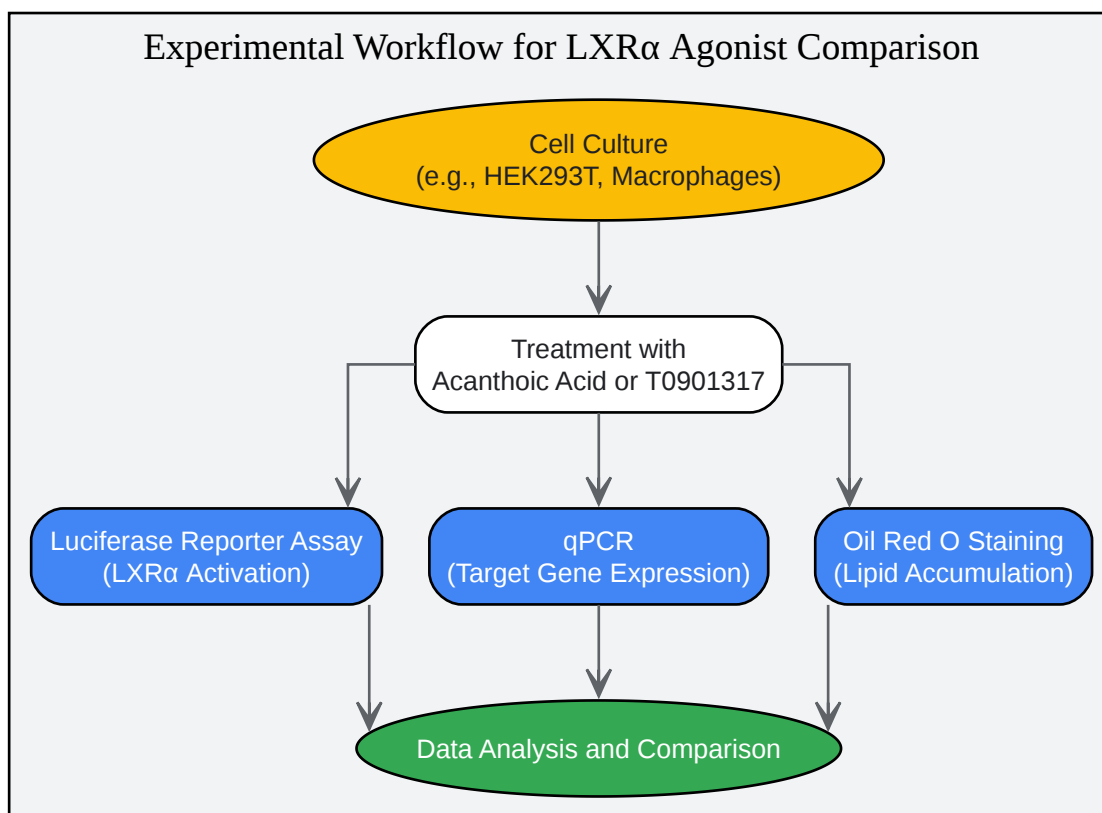 Experimental Workflow for LXRα Agonist Comparison
Cell Culture
(e.g., HEK293T, Macrophages)
Treatment with
Acanthoic Acid or T0901317
Luciferase Reporter Assay
(LXRα Activation)
qPCR
(Target Gene Expression)
Oil Red O Staining
(Lipid Accumulation)
Data Analysis and Comparison